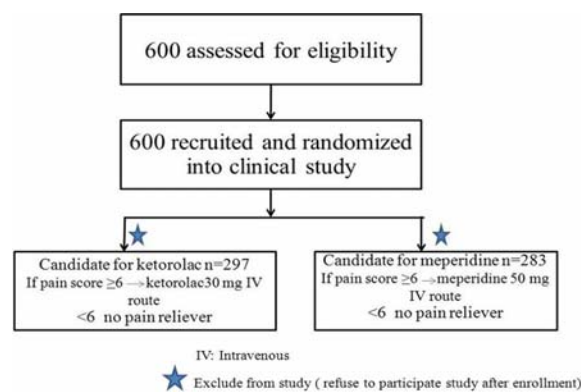 600 assessed for eligibility
600 recruited and randomized
into clinical study
Candidate for ketorolac n=297
If pain score ≥6 →ketorolac30 mg IV
route
<6 no pain reliever
Candidate for meperidine n=283
If pain score ≥6→meperidine 50 mg
IV route
<6 no pain reliever
IV: Intravenous
Exclude from study ( refuse to participate study after enrollment)